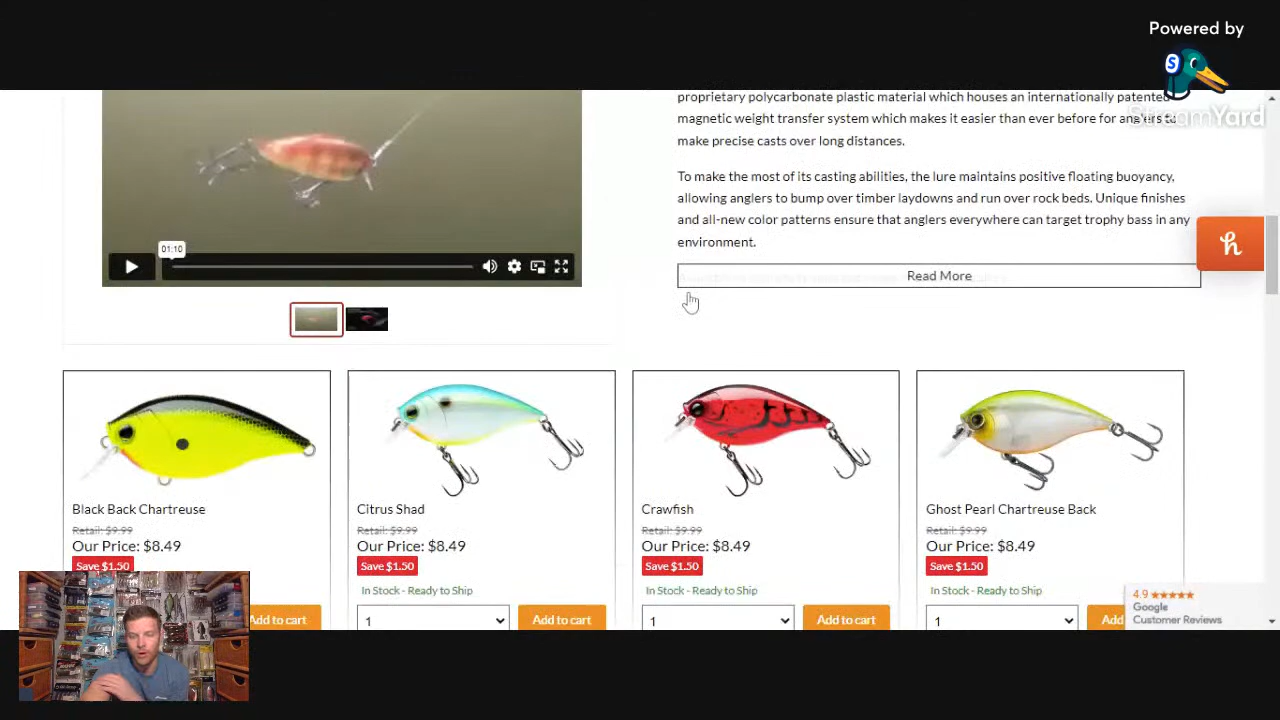 Powered by
S
StreamYard
proprietary polycarbonate plastic material which houses an internationally patented
magnetic weight transfer system which makes it easier than ever before for anglers to
make precise casts over long distances.
To make the most of its casting abilities, the lure maintains positive floating buoyancy,
allowing anglers to bump over timber laydowns and run over rock beds. Unique finishes
and all-new color patterns ensure that anglers everywhere can target trophy bass in any
environment.
Read More
01:10
Black Back Chartreuse
Retail: $9.99
Our Price: $8.49
Save $1.50
Add to cart
Citrus Shad
Retail: $9.99
Our Price: $8.49
Save $1.50
In Stock - Ready to Ship
1
Add to cart
Crawfish
Retail: $9.99
Our Price: $8.49
Save $1.50
In Stock - Ready to Ship
1
Add to cart
Ghost Pearl Chartreuse Back
Retail: $9.99
Our Price: $8.49
Save $1.50
In Stock - Ready to Ship
1
Add
4.9
Google
Customer Reviews